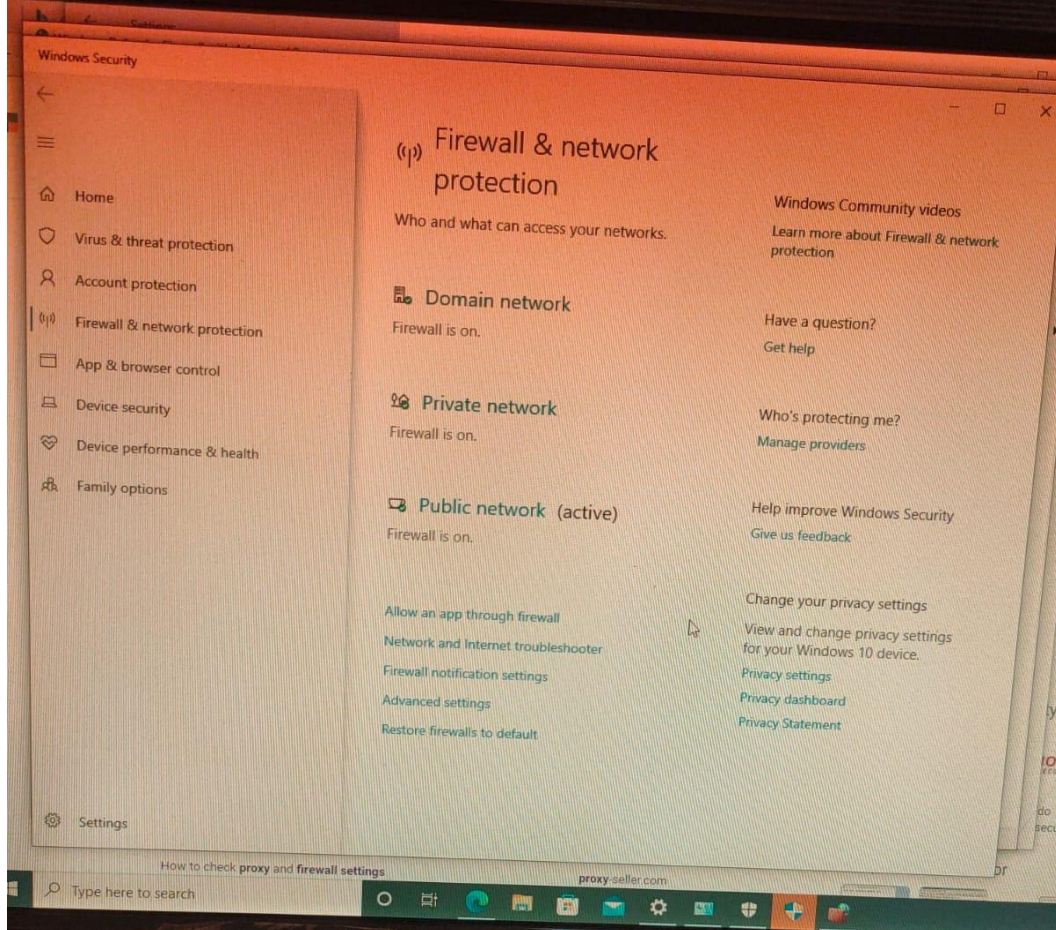 Windows Security
Home
Virus & threat protection
Account protection
Firewall & network protection
App & browser control
Device security
Device performance & health
Family options
Settings
Firewall & network
protection
Who and what can access your networks.
Domain network
Firewall is on.
Private network
Firewall is on.
Public network (active)
Firewall is on.
Allow an app through firewall
Network and Internet troubleshooter
Firewall notification settings
Advanced settings
Restore firewalls to default
Windows Community videos
Learn more about Firewall & network
protection
Have a question?
Get help
Who's protecting me?
Manage providers
Help improve Windows Security
Give us feedback
Change your privacy settings
View and change privacy settings
for your Windows 10 device.
Privacy settings
Privacy dashboard
Privacy Statement
How to check proxy and firewall settings
proxy-seller.com
Type here to search